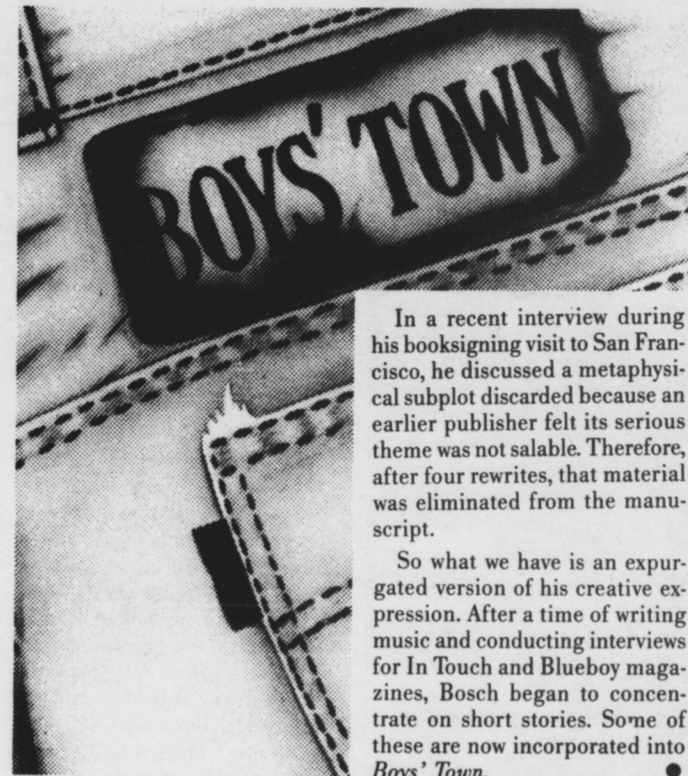 BOYS' TOWN
In a recent interview during
his booksigning visit to San Fran-
cisco, he discussed a metaphysi-
cal subplot discarded because an
earlier publisher felt its serious
theme was not salable. Therefore,
after four rewrites, that material
was eliminated from the manu-
script.
So what we have is an expur-
gated version of his creative ex-
pression. After a time of writing
music and conducting interviews
for In Touch and Blueboy maga-
zines, Bosch began to concen-
trate on short stories. Some of
these are now incorporated into
Boys' Town.